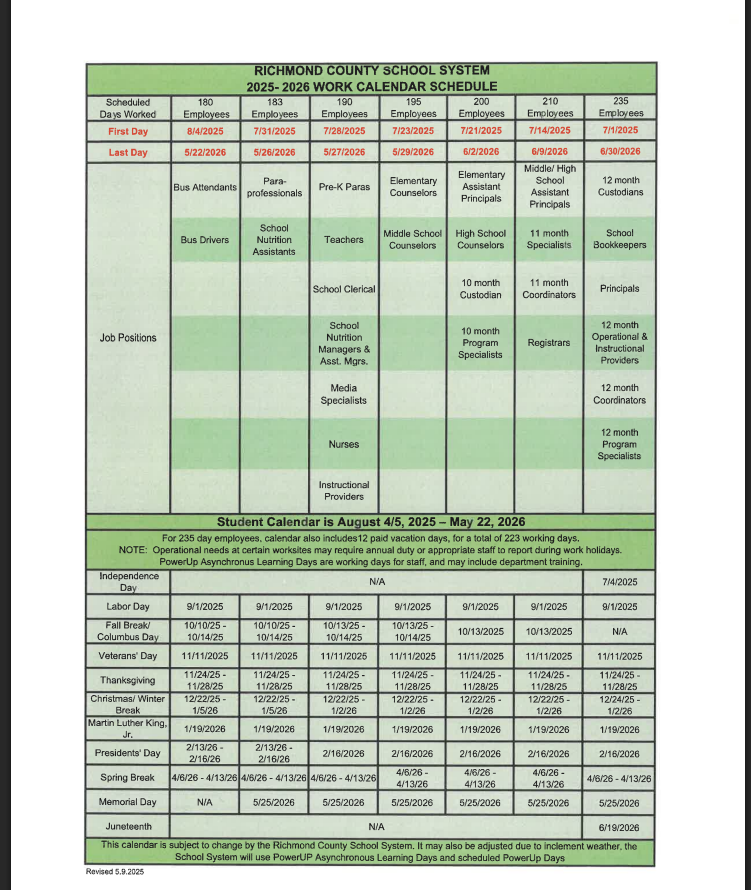 RICHMOND COUNTY SCHOOL SYSTEM
2025- 2026 WORK CALENDAR SCHEDULE
Scheduled Days Worked | 180 Employees | 183 Employees | 190 Employees | 195 Employees | 200 Employees | 210 Employees | 235 Employees
First Day | 8/4/2025 | 7/31/2025 | 7/28/2025 | 7/23/2025 | 7/21/2025 | 7/14/2025 | 7/1/2025
Last Day | 5/22/2026 | 5/26/2026 | 5/27/2026 | 5/29/2026 | 6/2/2026 | 6/9/2026 | 6/30/2026
Job Positions
Bus Attendants | Para-professionals | Pre-K Paras | Elementary Counselors | Elementary Assistant Principals | Middle/ High School Assistant Principals | 12 month Custodians
Bus Drivers | School Nutrition Assistants | Teachers | Middle School Counselors | High School Counselors | 11 month Specialists | School Bookkeepers
School Clerical | 10 month Custodian | 11 month Coordinators | Principals
School Nutrition Managers & Asst. Mgrs. | 10 month Program Specialists | Registrars | 12 month Operational & Instructional Providers
Media Specialists | 12 month Coordinators
Nurses | 12 month Program Specialists
Instructional Providers
Student Calendar is August 4/5, 2025 – May 22, 2026
For 235 day employees, calendar also includes12 paid vacation days, for a total of 223 working days.
NOTE: Operational needs at certain worksites may require annual duty or appropriate staff to report during work holidays.
PowerUp Asynchronus Learning Days are working days for staff, and may include department training.
Independence Day | N/A | 7/4/2025
Labor Day | 9/1/2025 | 9/1/2025 | 9/1/2025 | 9/1/2025 | 9/1/2025 | 9/1/2025 | 9/1/2025
Fall Break/ Columbus Day | 10/10/25 - 10/14/25 | 10/10/25 - 10/14/25 | 10/13/25 - 10/14/25 | 10/13/25 - 10/14/25 | 10/13/2025 | 10/13/2025 | N/A
Veterans' Day | 11/11/2025 | 11/11/2025 | 11/11/2025 | 11/11/2025 | 11/11/2025 | 11/11/2025 | 11/11/2025
Thanksgiving | 11/24/25 - 11/28/25 | 11/24/25 - 11/28/25 | 11/24/25 - 11/28/25 | 11/24/25 - 11/28/25 | 11/24/25 - 11/28/25 | 11/24/25 - 11/28/25 | 11/24/25 - 11/28/25
Christmas/ Winter Break | 12/22/25 - 1/5/26 | 12/22/25 - 1/5/26 | 12/22/25 - 1/2/26 | 12/22/25 - 1/2/26 | 12/22/25 - 1/2/26 | 12/22/25 - 1/2/26 | 12/24/25 - 1/2/26
Martin Luther King, Jr. | 1/19/2026 | 1/19/2026 | 1/19/2026 | 1/19/2026 | 1/19/2026 | 1/19/2026 | 1/19/2026
Presidents' Day | 2/13/26 - 2/16/26 | 2/13/26 - 2/16/26 | 2/16/2026 | 2/16/2026 | 2/16/2026 | 2/16/2026 | 2/16/2026
Spring Break | 4/6/26 - 4/13/26 | 4/6/26 - 4/13/26 | 4/6/26 - 4/13/26 | 4/6/26 - 4/13/26 | 4/6/26 - 4/13/26 | 4/6/26 - 4/13/26 | 4/6/26 - 4/13/26
Memorial Day | N/A | 5/25/2026 | 5/25/2026 | 5/25/2026 | 5/25/2026 | 5/25/2026 | 5/25/2026
Juneteenth | N/A | 6/19/2026
This calendar is subject to change by the Richmond County School System. It may also be adjusted due to inclement weather, the
School System will use PowerUP Asynchronous Learning Days and scheduled PowerUp Days
Revised 5.9.2025